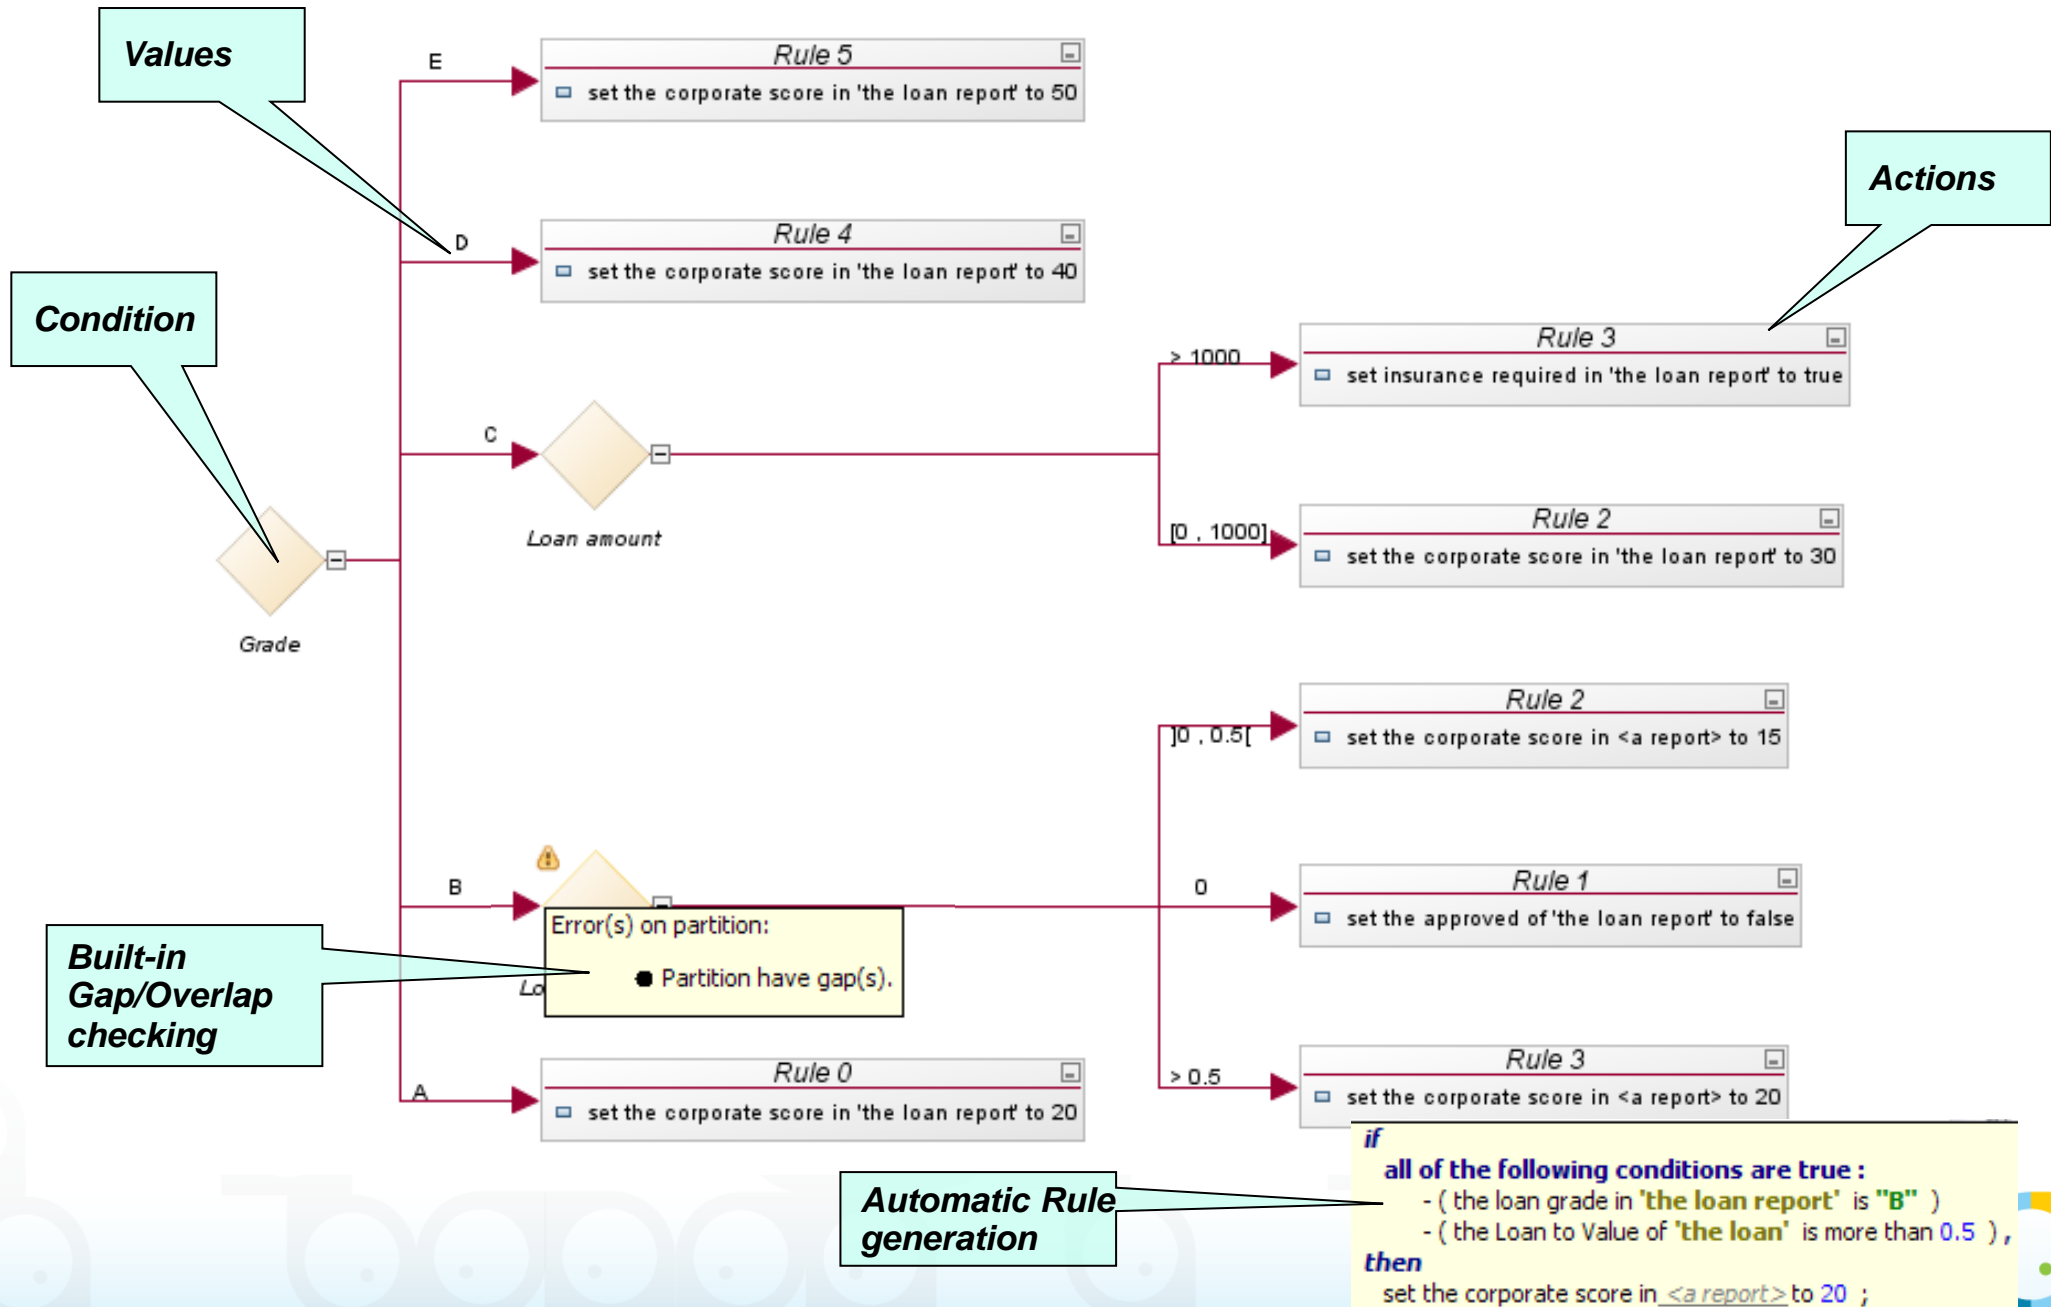 Values
E
Rule 5
set the corporate score in 'the loan report' to 50
Actions
D
Rule 4
set the corporate score in 'the loan report' to 40
Condition
> 1000
Rule 3
set insurance required in 'the loan report' to true
C
Loan amount
[0 , 1000]
Rule 2
set the corporate score in 'the loan report' to 30
Grade
]0 , 0.5[
Rule 2
set the corporate score in <a report> to 15
B
0
Rule 1
set the approved of 'the loan report' to false
Error(s) on partition:
Partition have gap(s).
Lo
Built-in
Gap/Overlap
checking
A
Rule 0
set the corporate score in 'the loan report' to 20
> 0.5
Rule 3
set the corporate score in <a report> to 20
Automatic Rule
generation
if
all of the following conditions are true :
- ( the loan grade in 'the loan report' is "B" )
- ( the Loan to Value of 'the loan' is more than 0.5 ) ,
then
set the corporate score in <a report> to 20 ;